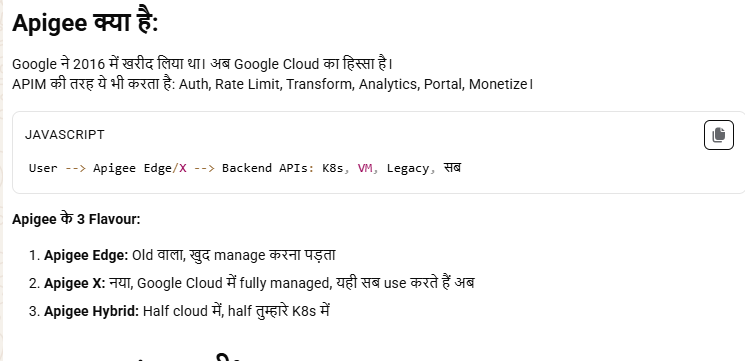 Apigee क्या है:
Google ने 2016 में खरीद लिया था। अब Google Cloud का हिस्सा है।
APIM की तरह ये भी करता है: Auth, Rate Limit, Transform, Analytics, Portal, Monetize।
JAVASCRIPT
User --> Apigee Edge/X --> Backend APIs: K8s, VM, Legacy, सब
Apigee के 3 Flavour:
1. Apigee Edge: Old वाला, खुद manage करना पड़ता
2. Apigee X: नया, Google Cloud में fully managed, यही सब use करते हैं अब
3. Apigee Hybrid: Half cloud में, half तुम्हारे K8s में